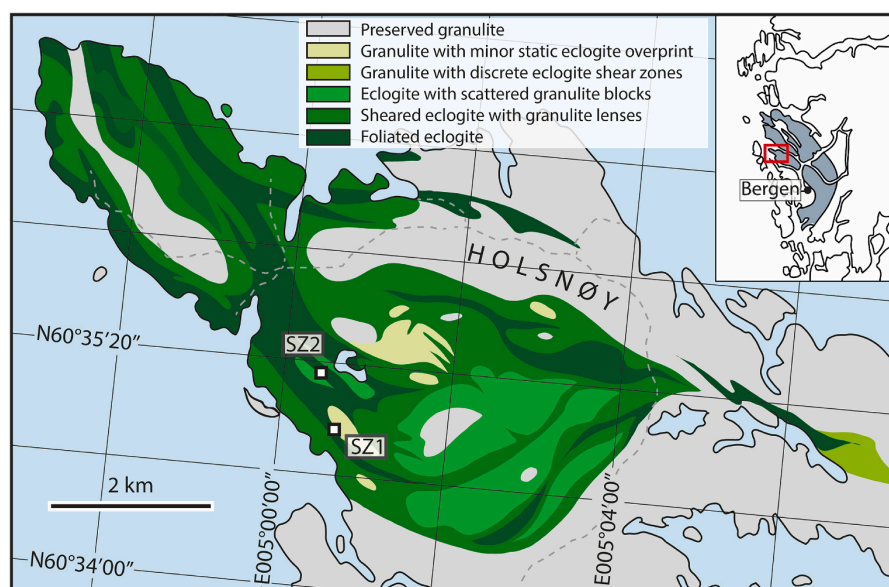 Preserved granulite
Granulite with minor static eclogite overprint
Granulite with discrete eclogite shear zones
Eclogite with scattered granulite blocks
Sheared eclogite with granulite lenses
Foliated eclogite
Bergen
HOLSNØY
N60°35’20”
SZ2
SZ1
2 km
E005°00’00”
E005°04’00”
N60°34’00”